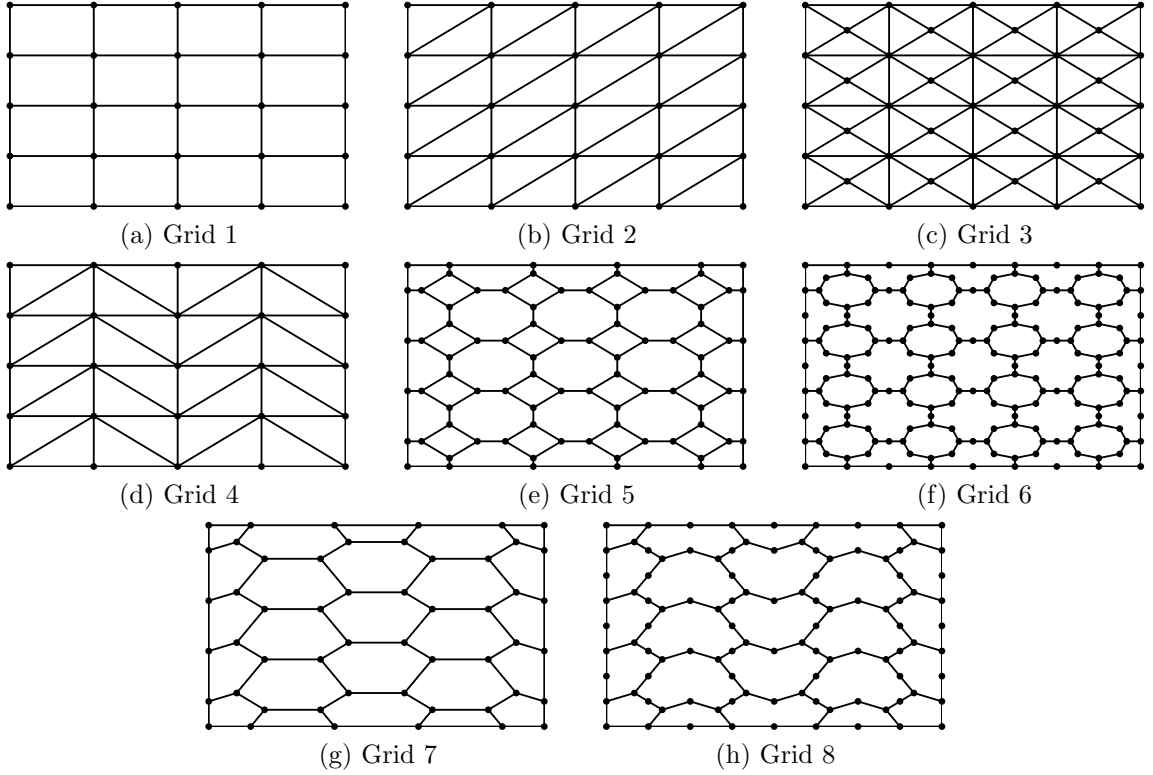 (a) Grid 1
(b) Grid 2
(c) Grid 3
(d) Grid 4
(e) Grid 5
(f) Grid 6
(g) Grid 7
(h) Grid 8